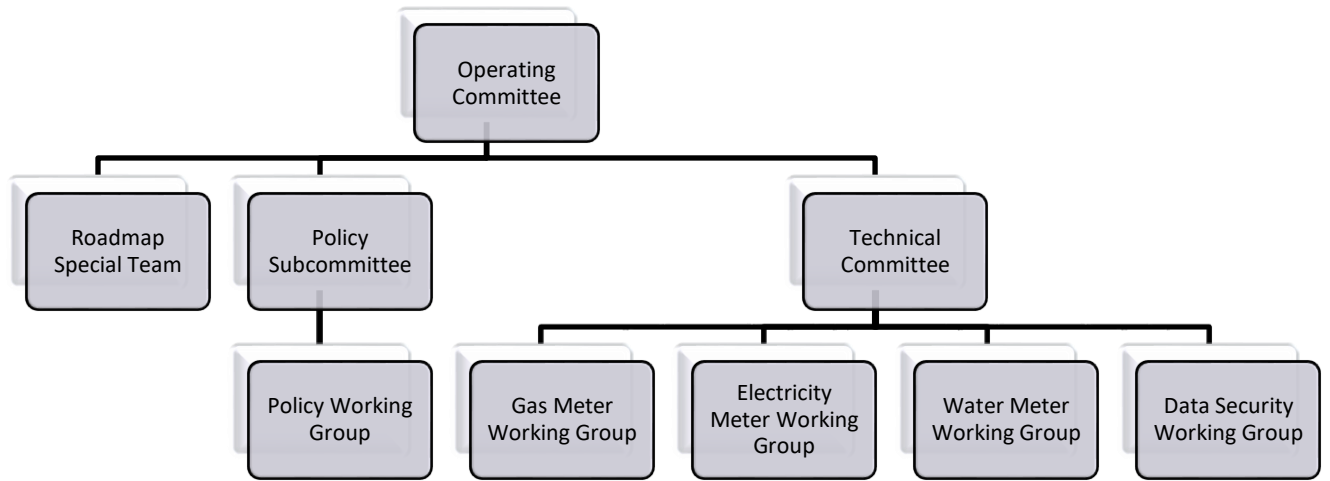 Operating
Committee
Roadmap
Special Team
Policy
Subcommittee
Technical
Committee
Policy Working
Group
Gas Meter
Working Group
Electricity
Meter Working
Group
Water Meter
Working Group
Data Security
Working Group